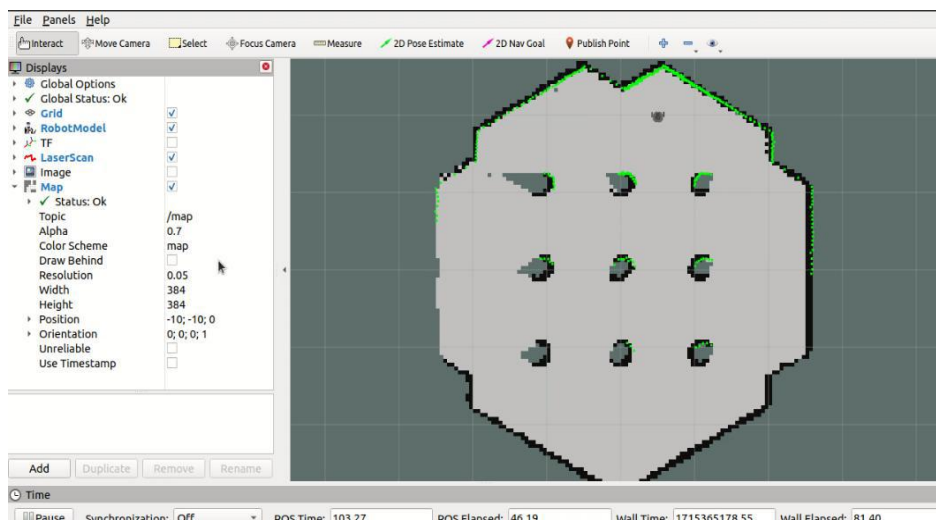 File Panels Help
Interact Move Camera Select Focus Camera Measure 2D Pose Estimate 2D Nav Goal Publish Point
Displays
Global Options
Global Status: Ok
Grid
RobotModel
TF
LaserScan
Image
Map
Status: Ok
Topic /map
Alpha 0.7
Color Scheme map
Draw Behind
Resolution 0.05
Width 384
Height 384
Position -10; -10; 0
Orientation 0; 0; 0; 1
Unreliable
Use Timestamp
Add Duplicate Remove Rename
Time
Pause Synchronization: Off ROS Time: 103.27 ROS Elapsed: 46.19 Wall Time: 1715365178.55 Wall Elapsed: 81.40